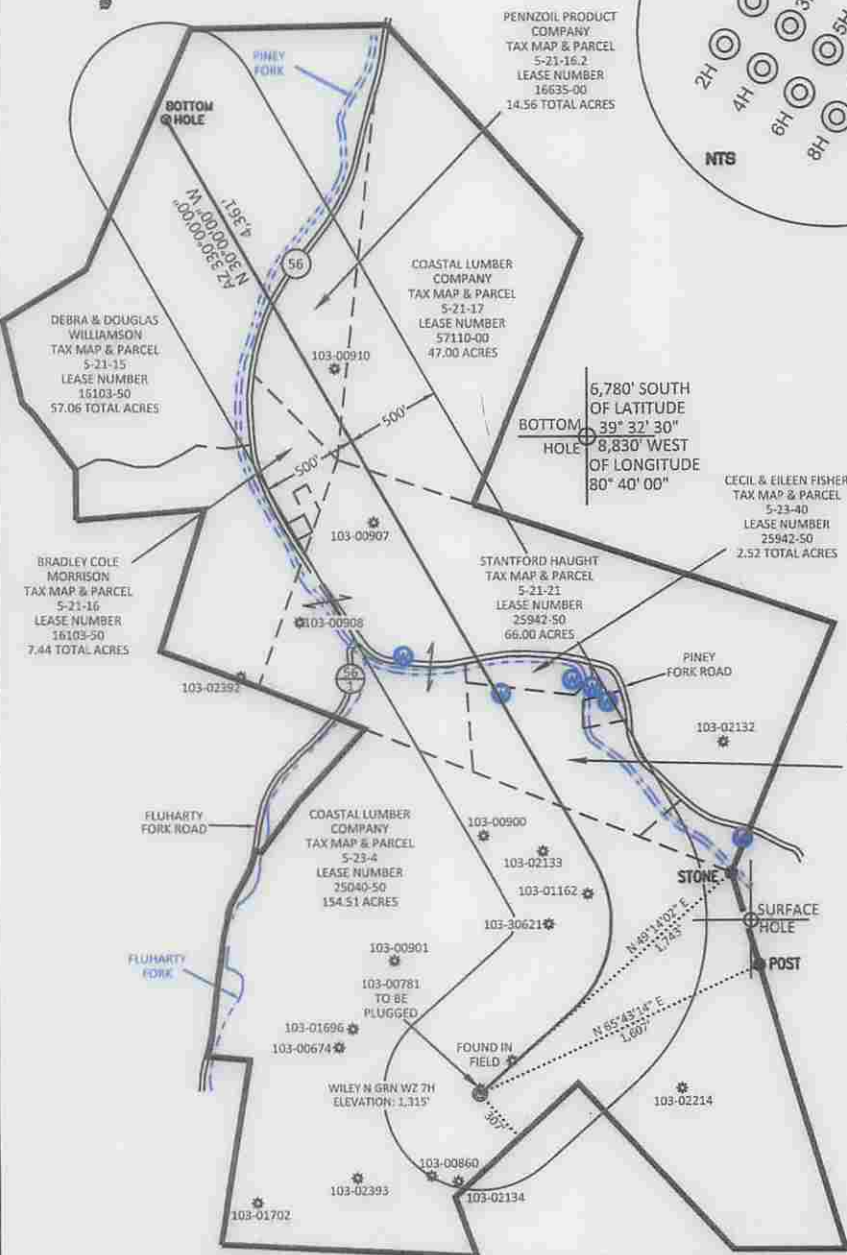 PENNZOIL PRODUCT
COMPANY
TAX MAP & PARCEL
5-21-16.2
LEASE NUMBER
16635-00
14.56 TOTAL ACRES
2H
4H
6H
8H
5H
NTS
PINEY
FORK
BOTTOM
HOLE
AZ 330°00'00"
N 30°00'00" W
4,361'
56
COASTAL LUMBER
COMPANY
TAX MAP & PARCEL
5-21-17
LEASE NUMBER
57110-00
47.00 ACRES
DEBRA & DOUGLAS
WILLIAMSON
TAX MAP & PARCEL
5-21-15
LEASE NUMBER
16103-50
57.06 TOTAL ACRES
103-00910
500'
500'
BOTTOM
HOLE
6,780' SOUTH
OF LATITUDE
39° 32' 30"
8,830' WEST
OF LONGITUDE
80° 40' 00"
CECIL & EILEEN FISHER
TAX MAP & PARCEL
5-23-40
LEASE NUMBER
25942-50
2.52 TOTAL ACRES
103-00907
STANTFORD HAUGHT
TAX MAP & PARCEL
5-21-21
LEASE NUMBER
25942-50
66.00 ACRES
BRADLEY COLE
MORRISON
TAX MAP & PARCEL
5-21-16
LEASE NUMBER
16103-50
7.44 TOTAL ACRES
103-00908
103-02392
56
1
W
W
W
W
W
W
PINEY
FORK ROAD
103-02132
FLUHARTY
FORK ROAD
COASTAL LUMBER
COMPANY
TAX MAP & PARCEL
5-23-4
LEASE NUMBER
25040-50
154.51 ACRES
103-00900
103-02133
103-01162
103-30621
STONE
SURFACE
HOLE
POST
N 49°14'02" E
1,743'
N 65°43'14" E
1,607'
FLUHARTY
FORK
103-00901
103-00781
TO BE
PLUGGED
103-01696
103-00674
FOUND IN
FIELD
WILEY N GRN WZ 7H
ELEVATION: 1,315'
307'
103-02214
103-00860
103-02393
103-02134
103-01702